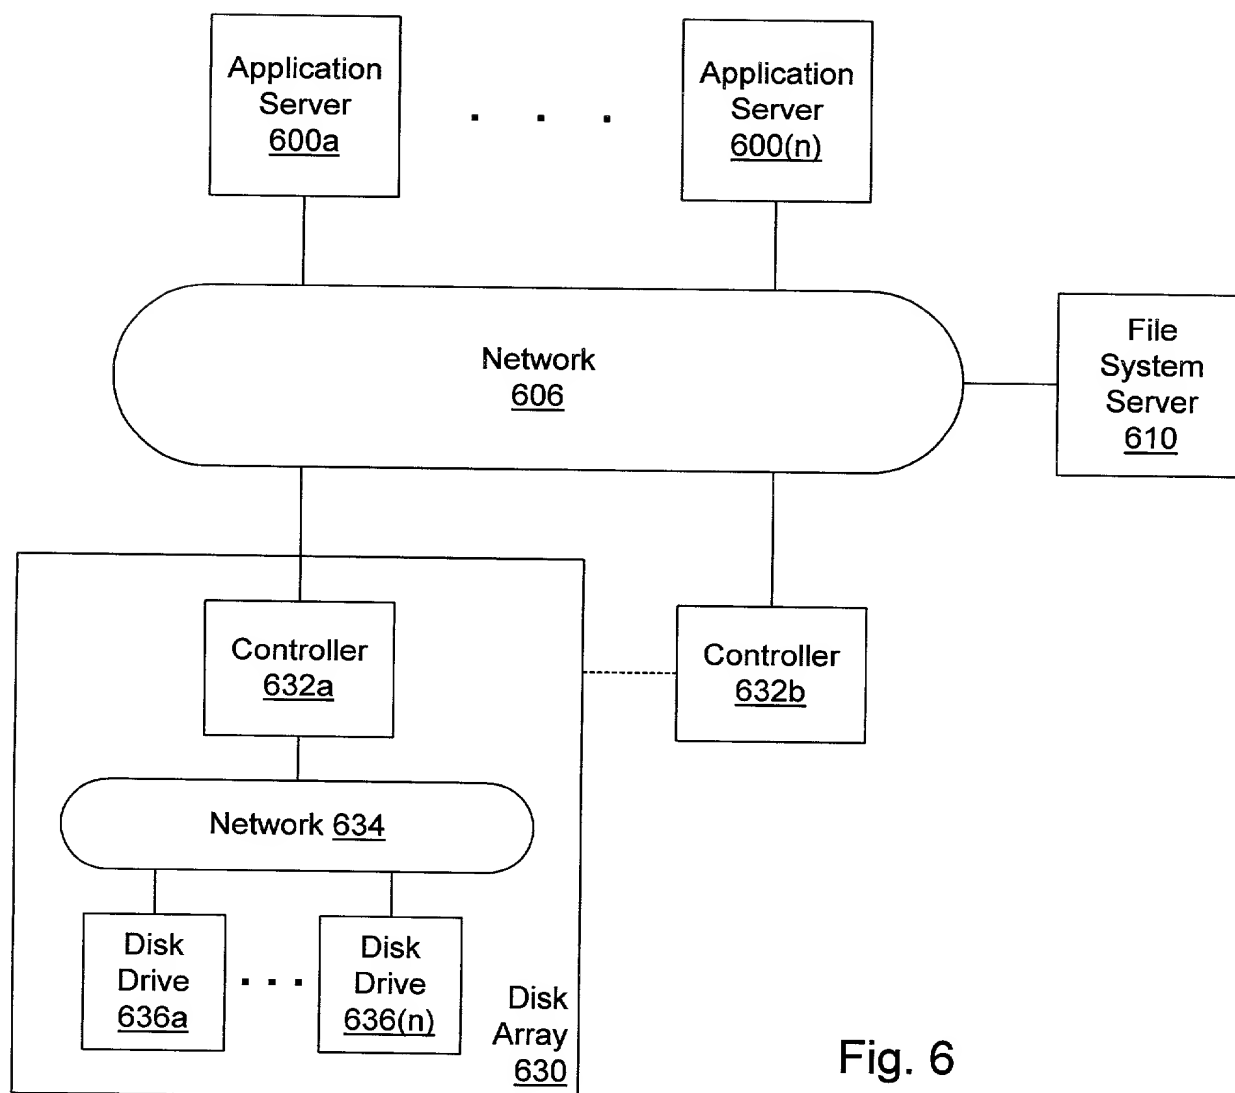 Application
Server
600a
Application
Server
600(n)
Network
606
File
System
Server
610
Controller
632a
Controller
632b
Network 634
Disk
Drive
636a
Disk
Drive
636(n)
Disk
Array
630
Fig. 6